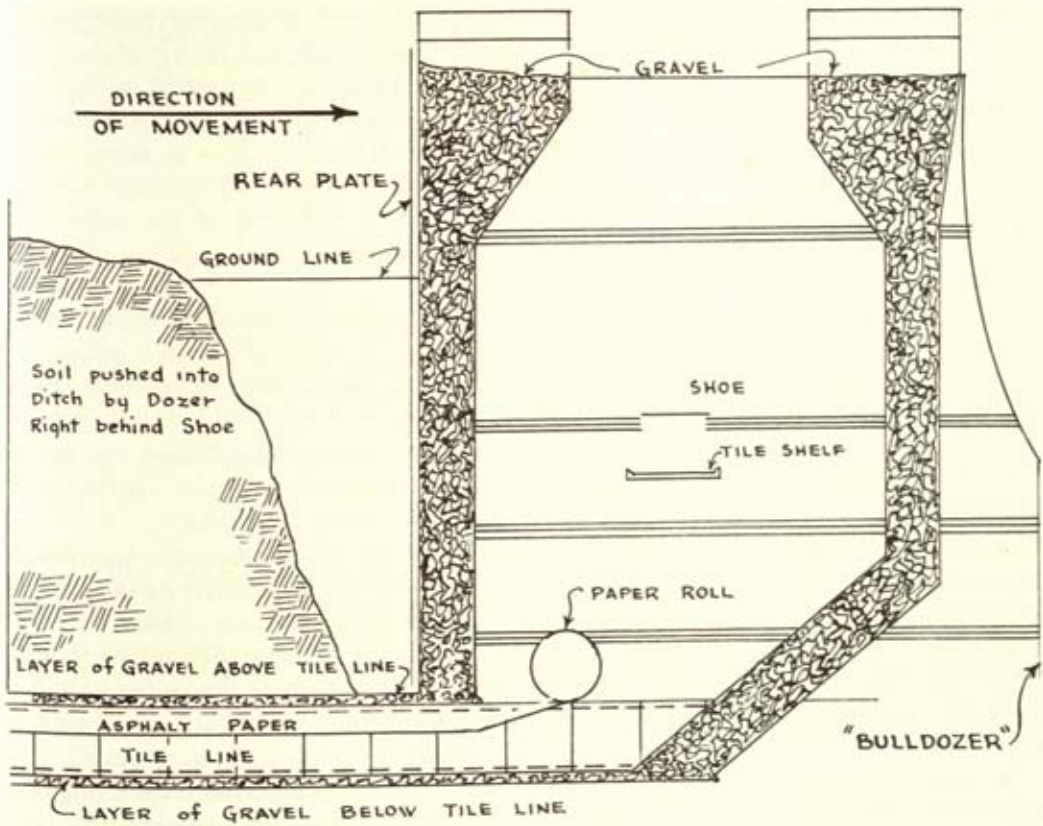 GRAVEL
DIRECTION
OF MOVEMENT.
REAR PLATE
GROUND LINE
Soil pushed into
Ditch by Dozer
Right behind Shoe
SHOE
TILE SHELF
PAPER ROLL
LAYER of GRAVEL ABOVE TILE LINE
ASPHALT PAPER
TILE LINE
"BULLDOZER"
LAYER of GRAVEL BELOW TILE LINE